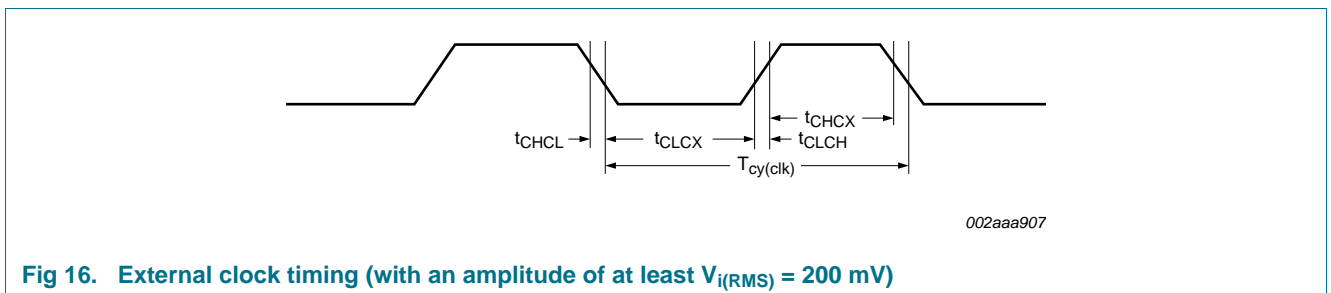 tCHCX
tCHCL
tCLCX
tCLCH
Tcy(clk)
002aaa907
Fig 16. External clock timing (with an amplitude of at least Vi(RMS) = 200 mV)